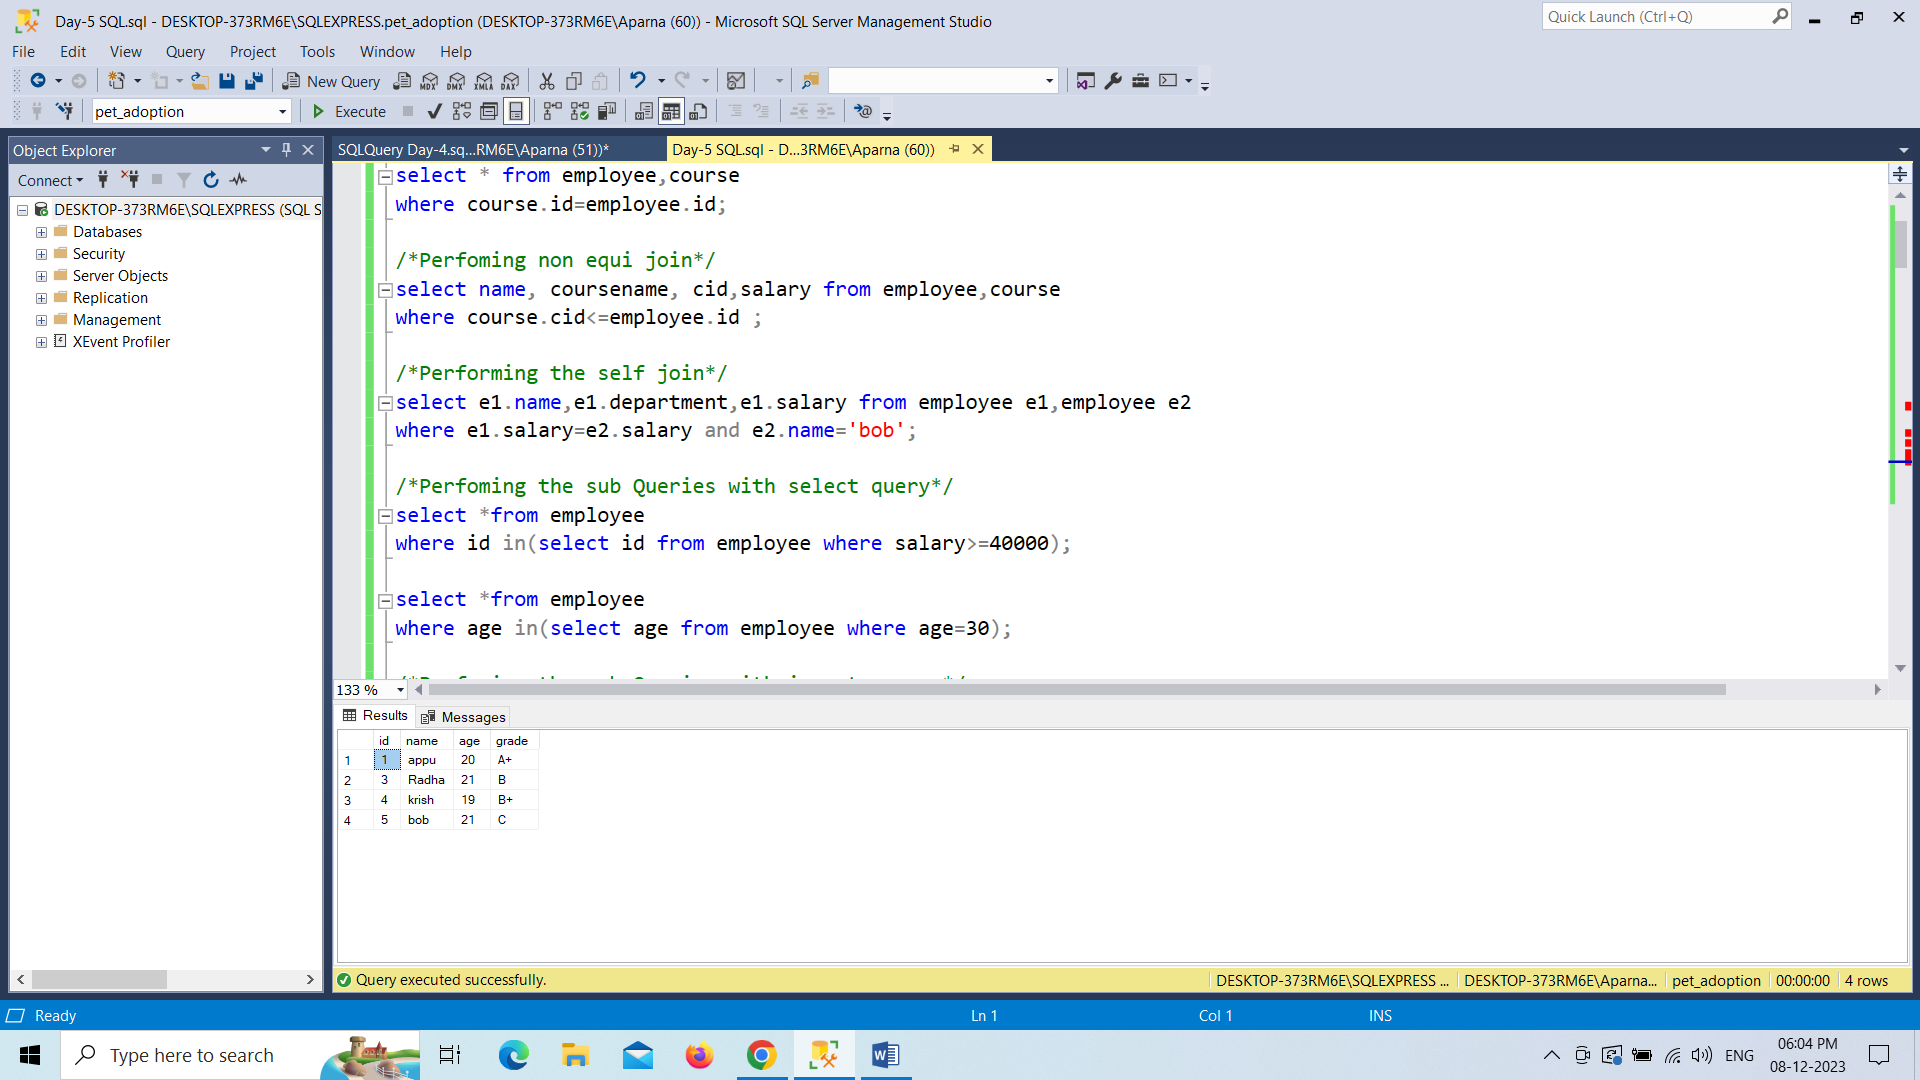 Day-5 SQL.sql - DESKTOP-373RM6E\SQLEXPRESS.pet_adoption (DESKTOP-373RM6E\Aparna (60)) - Microsoft SQL Server Management Studio
Quick Launch (Ctrl+Q)
File Edit View Query Project Tools Window Help
New Query MDX DMX XMLA DAX
pet_adoption Execute
Object Explorer
SQLQuery Day-4.sq...RM6E\Aparna (51))*
Day-5 SQL.sql - D...3RM6E\Aparna (60))
Connect
DESKTOP-373RM6E\SQLEXPRESS (SQL S
Databases
Security
Server Objects
Replication
Management
XEvent Profiler
select * from employee,course
where course.id=employee.id;
/*Perfoming non equi join*/
select name, coursename, cid,salary from employee,course
where course.cid<=employee.id ;
/*Performing the self join*/
select e1.name,e1.department,e1.salary from employee e1,employee e2
where e1.salary=e2.salary and e2.name='bob';
/*Perfoming the sub Queries with select query*/
select *from employee
where id in(select id from employee where salary>=40000);
select *from employee
where age in(select age from employee where age=30);
133 %
Results Messages
id name age grade
1 1 appu 20 A+
2 3 Radha 21 B
3 4 krish 19 B+
4 5 bob 21 C
Query executed successfully.
DESKTOP-373RM6E\SQLEXPRESS ... DESKTOP-373RM6E\Aparna... pet_adoption 00:00:00 4 rows
Ready Ln 1 Col 1 INS
Type here to search
ENG
06:04 PM
08-12-2023